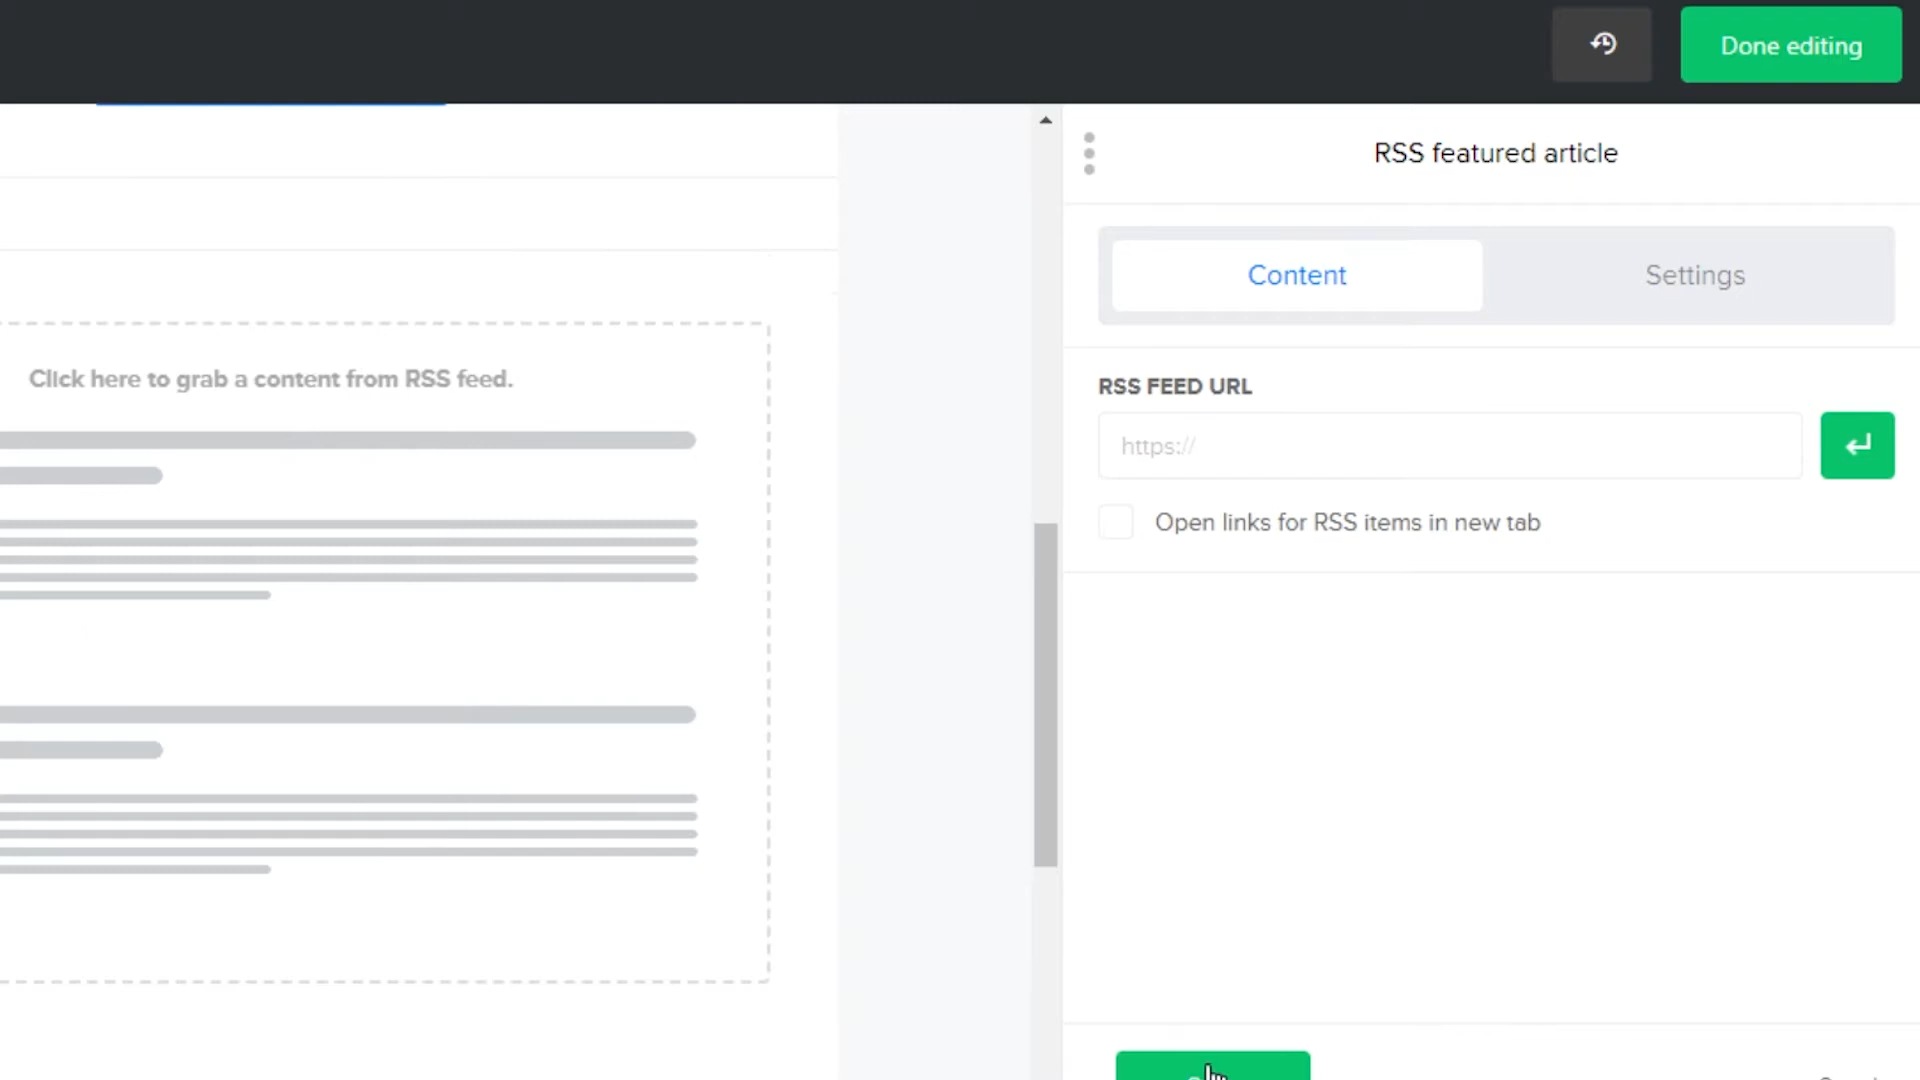 Done editing
RSS featured article
Content
Settings
Click here to grab a content from RSS feed.
RSS FEED URL
https://
Open links for RSS items in new tab